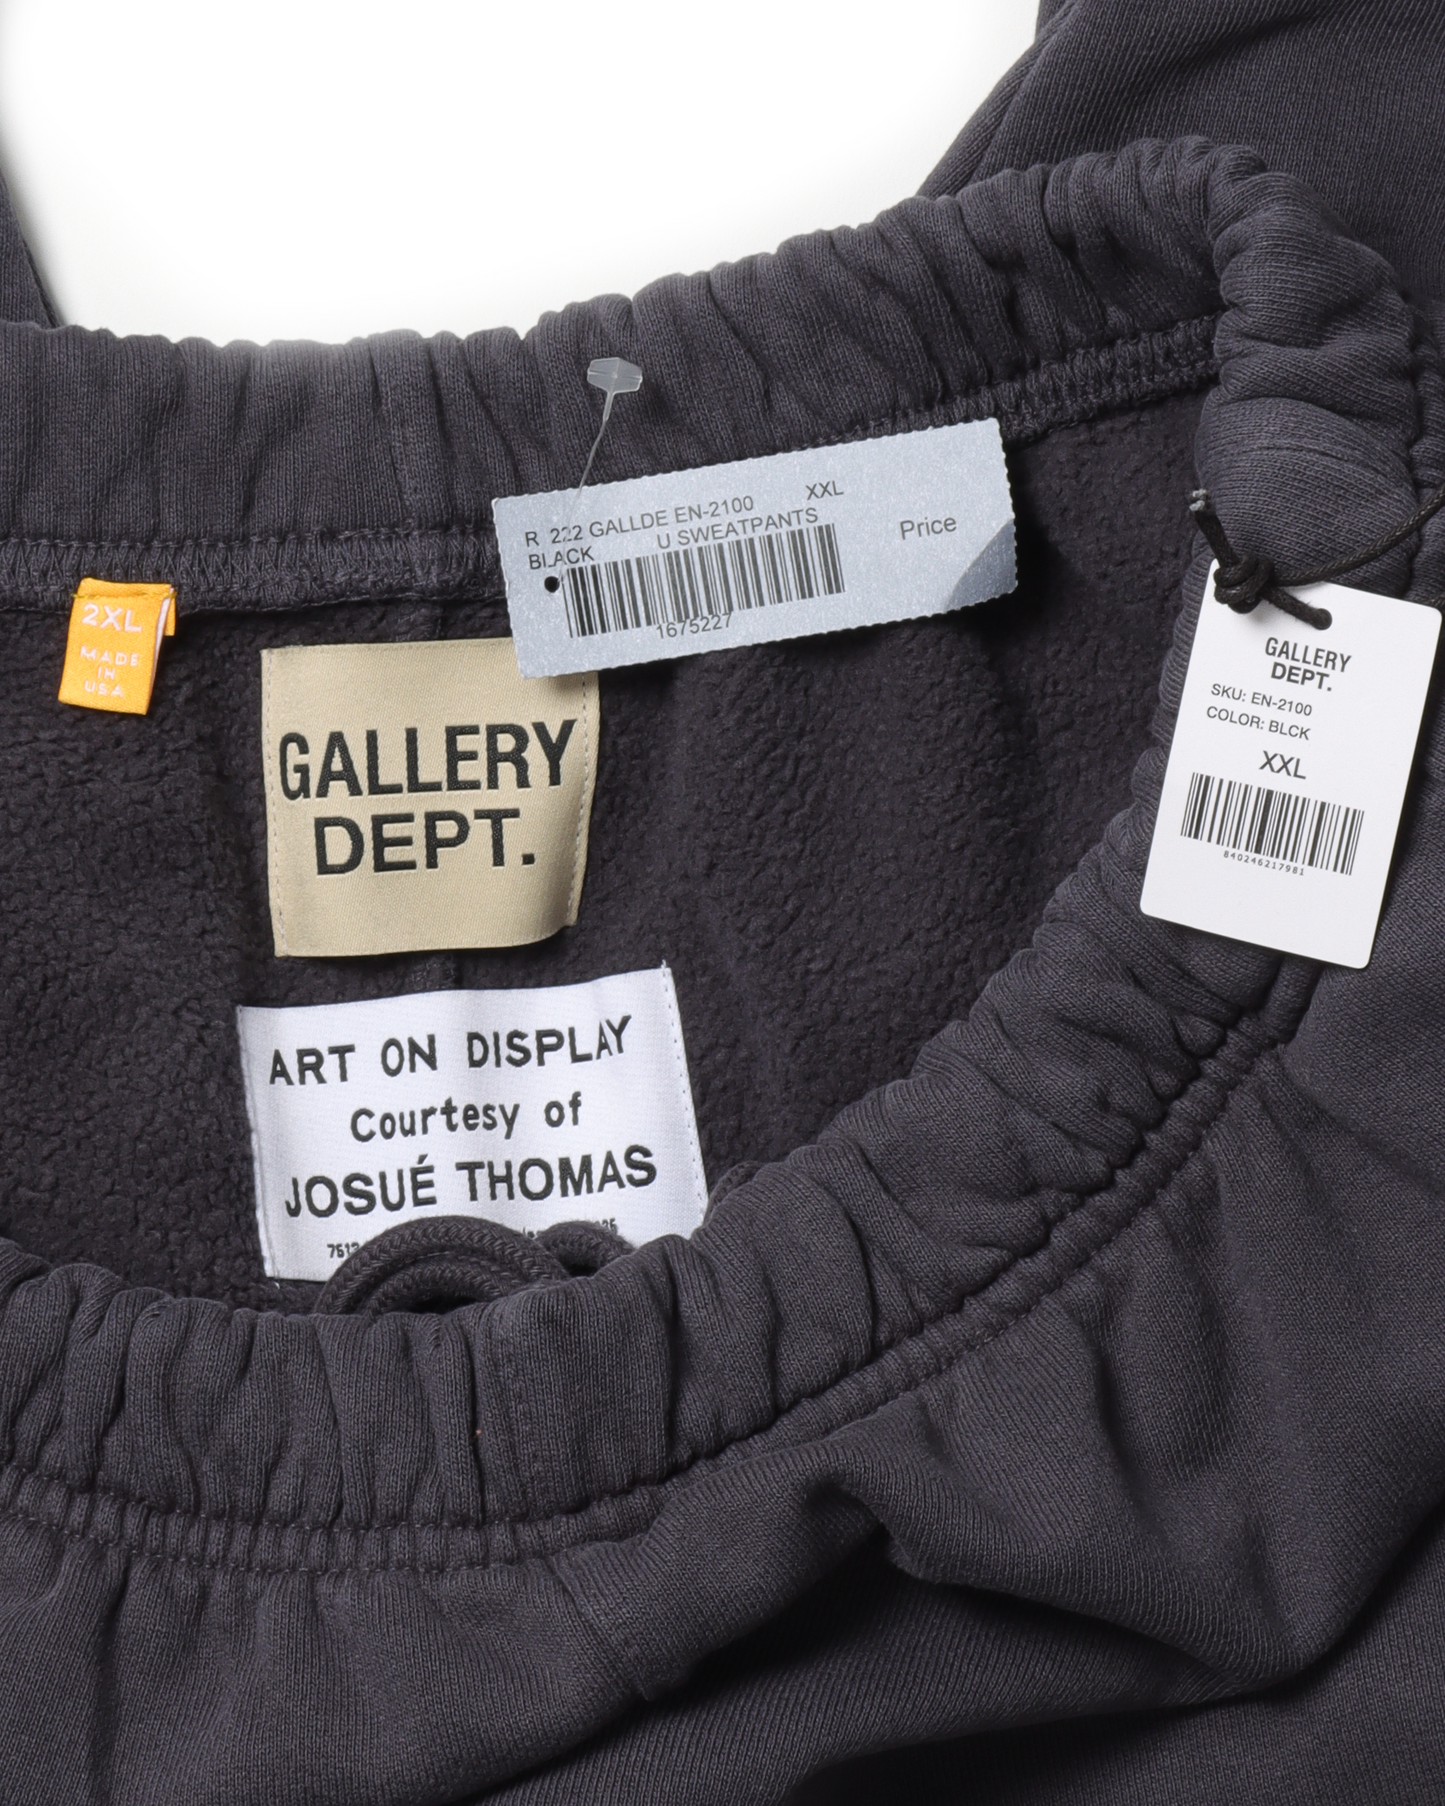 R 222 GALLDE EN-2100 XXL
BLACK U SWEATPANTS
Price
1675227
2XL
MADE
IN
USA
GALLERY
DEPT.
GALLERY
DEPT.
SKU: EN-2100
COLOR: BLCK
XXL
840246217981
ART ON DISPLAY
Courtesy of
JOSUÉ THOMAS